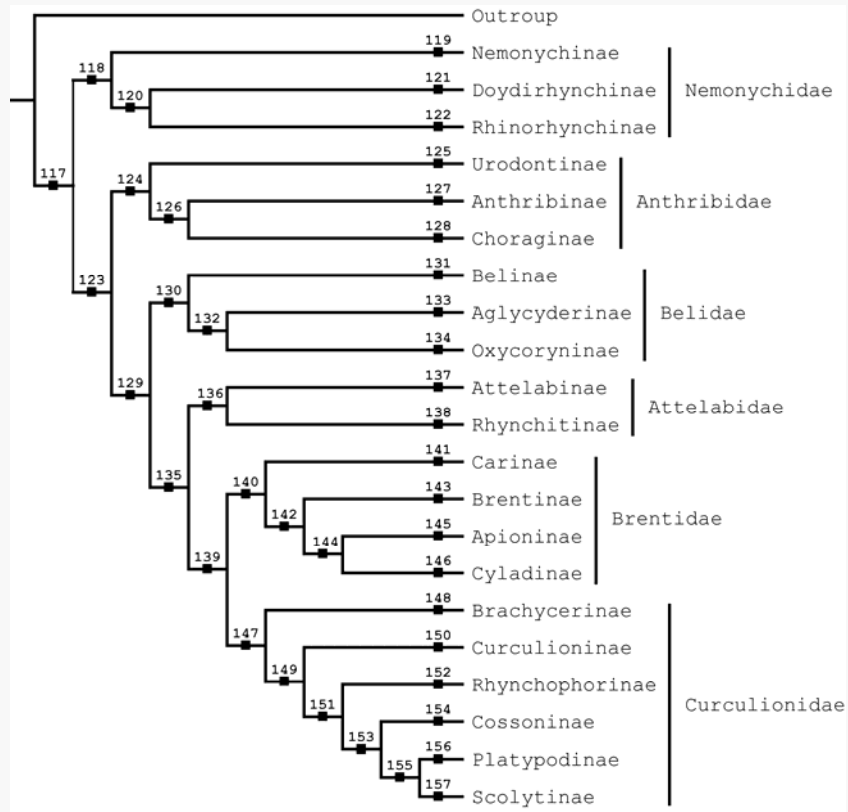 Outroup
119
Nemonychinae
118
121
Doydirhynchinae
Nemonychidae
120
122
Rhinorhynchinae
117
125
Urodontinae
124
127
Anthribinae
Anthribidae
126
128
Choraginae
123
131
Belinae
130
133
Aglycyderinae
Belidae
132
134
Oxycoryninae
129
137
Attelabinae
136
Attelabidae
138
Rhynchitinae
135
141
Carinae
140
143
Brentinae
142
Brentidae
145
Apioninae
144
139
146
Cyladinae
148
Brachycerinae
147
150
Curculioninae
149
152
Rhynchophorinae
151
Curculionidae
154
Cossoninae
153
156
Platypodinae
155
157
Scolytinae